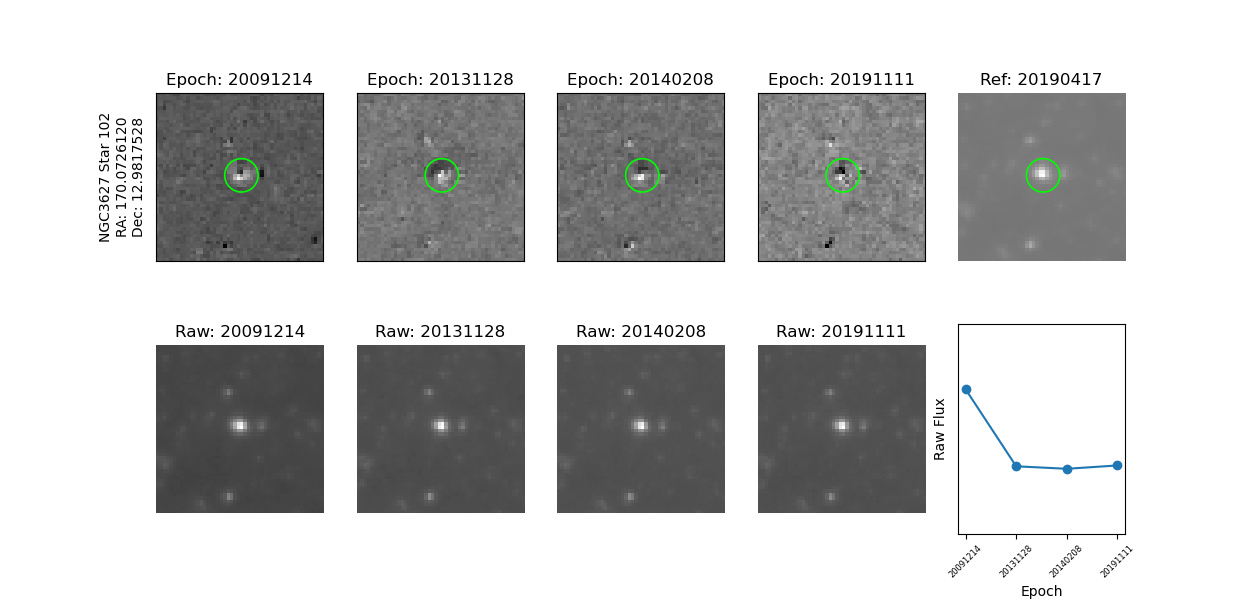 Epoch: 20091214
Epoch: 20131128
Epoch: 20140208
Epoch: 20191111
Ref: 20190417
NGC3627 Star 102
RA: 170.0726120
Dec: 12.9817528
Raw: 20091214
Raw: 20131128
Raw: 20140208
Raw: 20191111
Raw Flux
20091214
20131128
20140208
20191111
Epoch